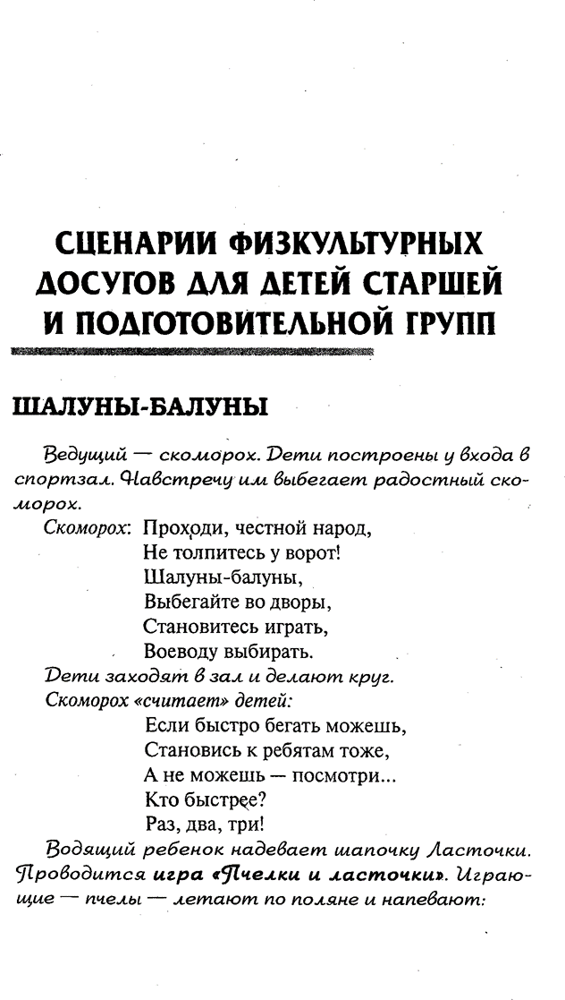 СЦЕНАРИИ ФИЗКУЛЬТУРНЫХ
ДОСУГОВ ДЛЯ ДЕТЕЙ СТАРШЕЙ
И ПОДГОТОВИТЕЛЬНОЙ ГРУПП
ШАЛУНЫ-БАЛУНЫ
Ведущий — скоморох. Дети построены у входа в
спортзал. Навстречу им выбегает радостный ско-
морох.
Скоморох: Проходи, честной народ,
Не толпитесь у ворот!
Шалуны-балуны,
Выбегайте во дворы,
Становитесь играть,
Воеводу выбирать.
Дети заходят в зал и делают круг.
Скоморох «считает» детей:
Если быстро бегать можешь,
Становись к ребятам тоже,
А не можешь — посмотри...
Кто быстрее?
Раз, два, три!
Водящий ребенок надевает шапочку Ласточки.
Проводится игра «Пчелки и ласточки». Играю-
щие — пчелы — летают по поляне и напевают: